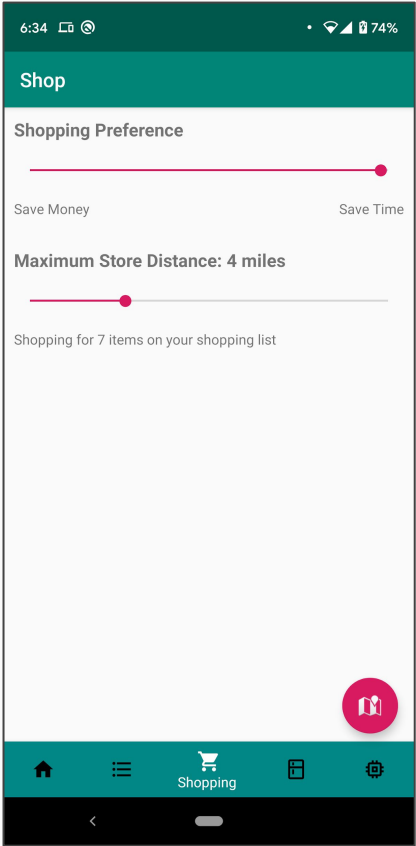 6:34
74%
Shop
Shopping Preference
Save Money
Save Time
Maximum Store Distance: 4 miles
Shopping for 7 items on your shopping list
Shopping